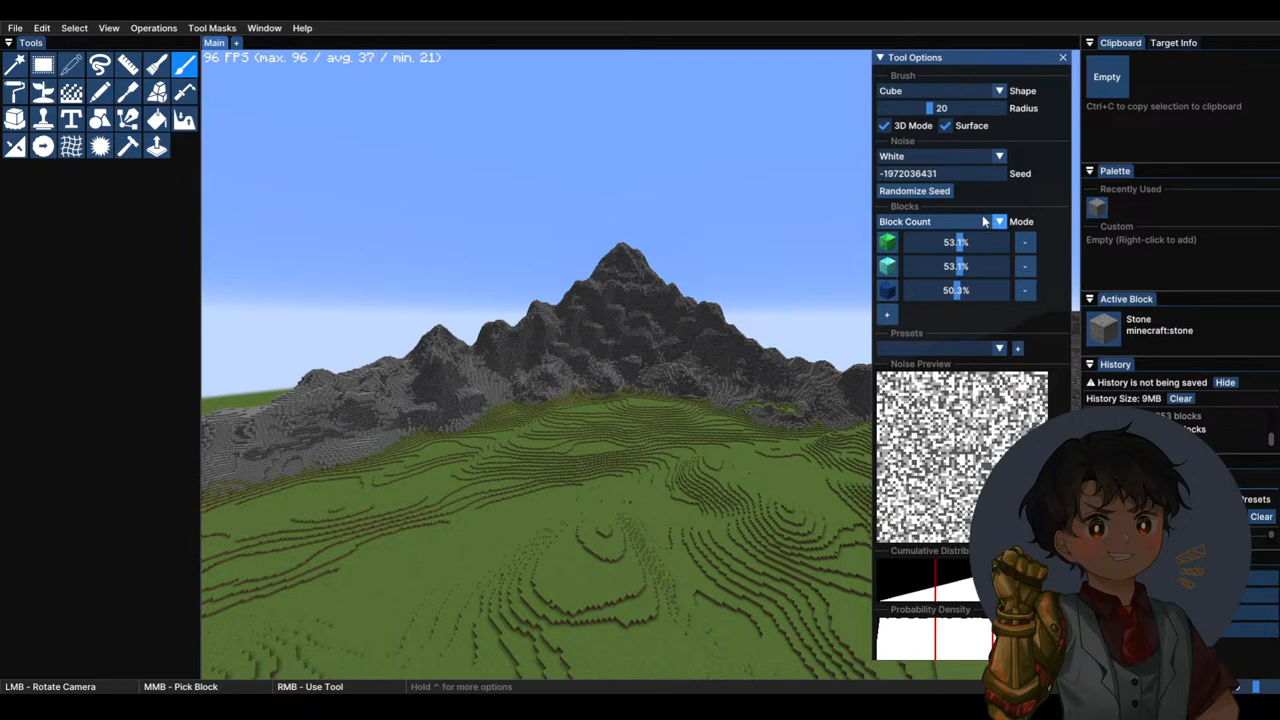 File Edit Select View Operations Tool Masks Window Help
Tools
Main +
96 FPS (max. 96 / avg. 37 / min. 21)
Tool Options
Brush
Cube Shape
20 Radius
3D Mode Surface
Noise
White
-1972036431 Seed
Randomize Seed
Blocks
Block Count Mode
53.1% -
53.1% -
50.3% -
+
Presets
+
Noise Preview
Cumulative Distrib
Probability Density
Clipboard Target Info
Empty
Ctrl+C to copy selection to clipboard
Palette
Recently Used
Custom
Empty (Right-click to add)
Active Block
Stone
minecraft:stone
History
History is not being saved Hide
History Size: 9MB Clear
53 blocks
locks
Presets
Clear
LMB - Rotate Camera MMB - Pick Block RMB - Use Tool Hold ^ for more options